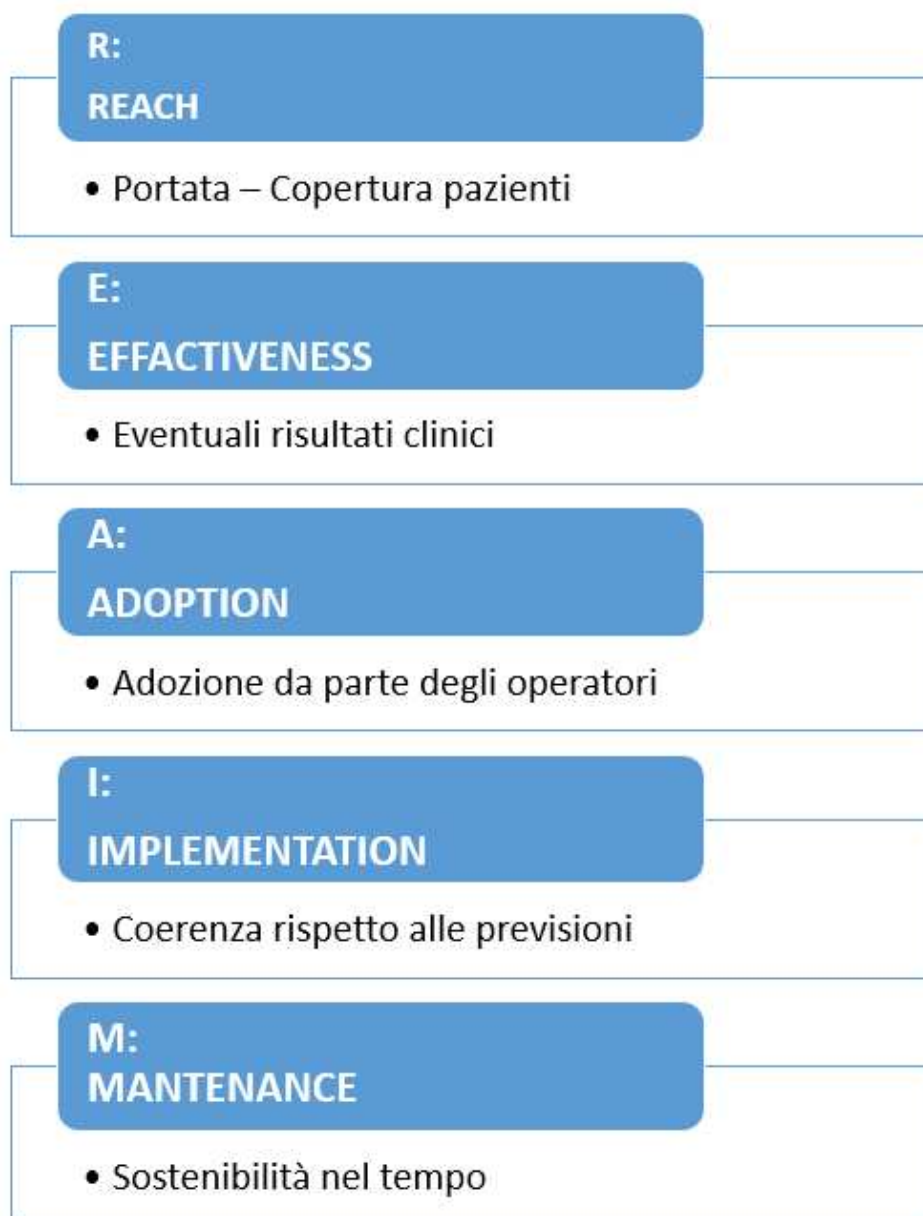 R:
REACH
• Portata – Copertura pazienti
E:
EFFACTIVENESS
• Eventuali risultati clinici
A:
ADOPTION
• Adozione da parte degli operatori
I:
IMPLEMENTATION
• Coerenza rispetto alle previsioni
M:
MANTENANCE
• Sostenibilità nel tempo